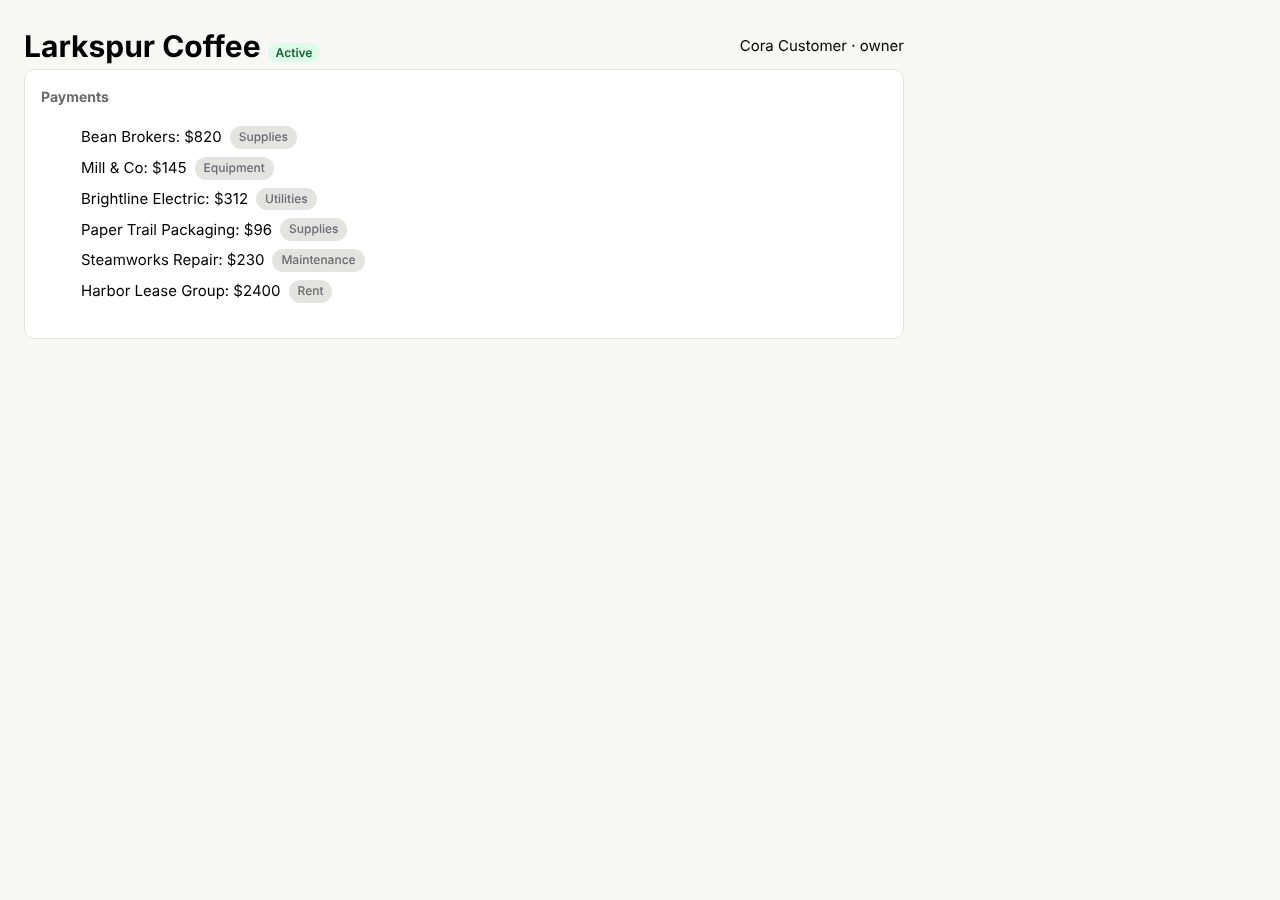 Larkspur Coffee Active
Cora Customer · owner
Payments
Bean Brokers: $820 Supplies
Mill & Co: $145 Equipment
Brightline Electric: $312 Utilities
Paper Trail Packaging: $96 Supplies
Steamworks Repair: $230 Maintenance
Harbor Lease Group: $2400 Rent